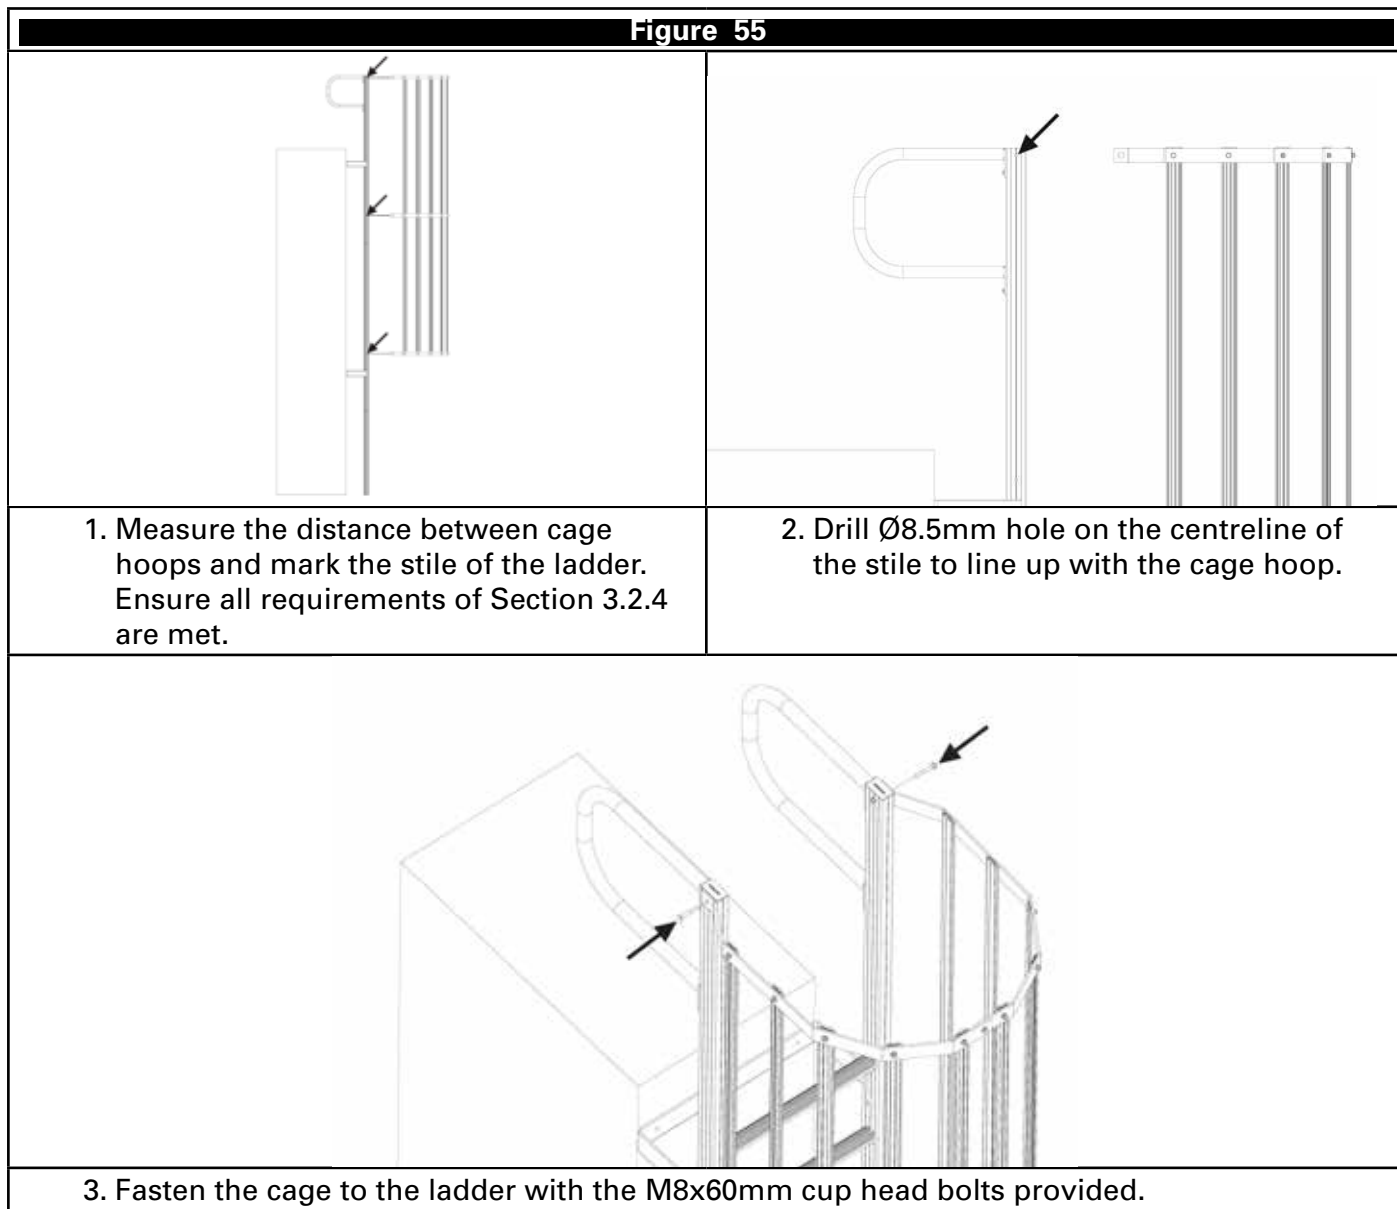 Figure 55
1. Measure the distance between cage
hoops and mark the stile of the ladder.
Ensure all requirements of Section 3.2.4
are met.
2. Drill Ø8.5mm hole on the centreline of
the stile to line up with the cage hoop.
3. Fasten the cage to the ladder with the M8x60mm cup head bolts provided.